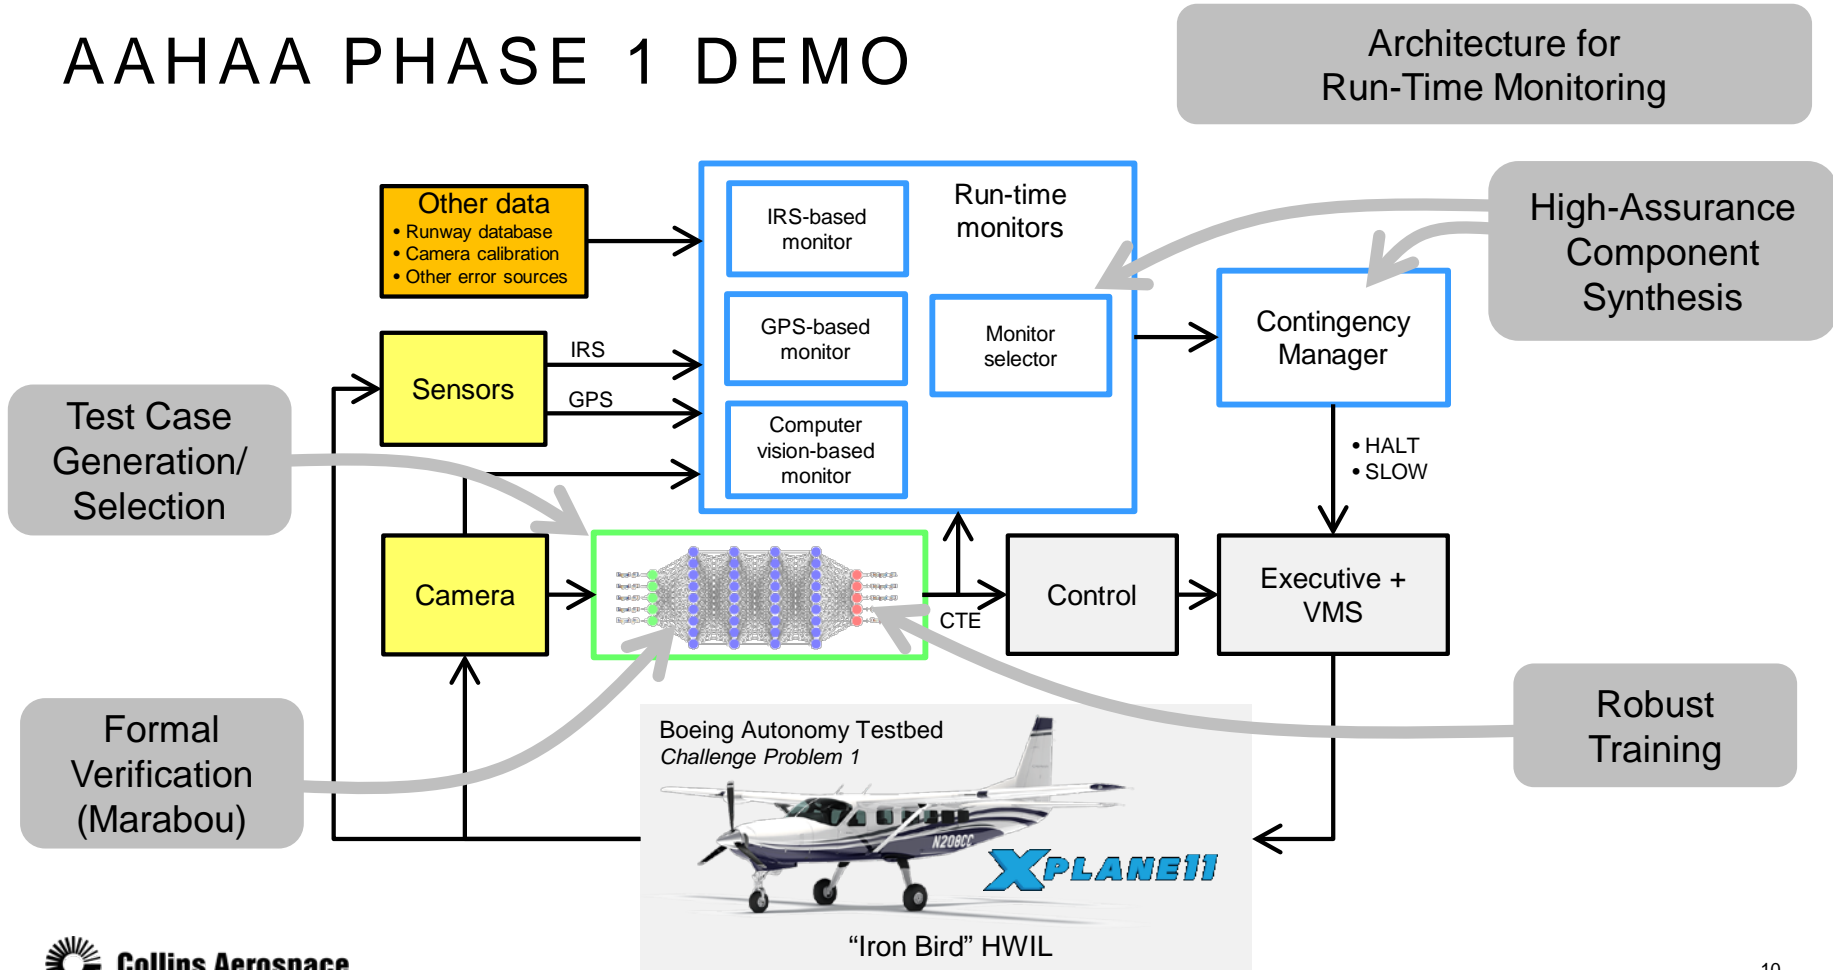 AAHAA PHASE 1 DEMO
Architecture for
Run-Time Monitoring
Other data
• Runway database
• Camera calibration
• Other error sources
IRS-based
monitor
Run-time
monitors
High-Assurance
Component
Synthesis
GPS-based
monitor
Monitor
selector
Contingency
Manager
Sensors
IRS
GPS
Test Case
Generation/
Selection
Computer
vision-based
monitor
• HALT
• SLOW
Camera
CTE
Control
Executive +
VMS
Formal
Verification
(Marabou)
Robust
Training
Boeing Autonomy Testbed
Challenge Problem 1
N208CC
XPLANE11
“Iron Bird” HWIL
Collins Aerospace
10